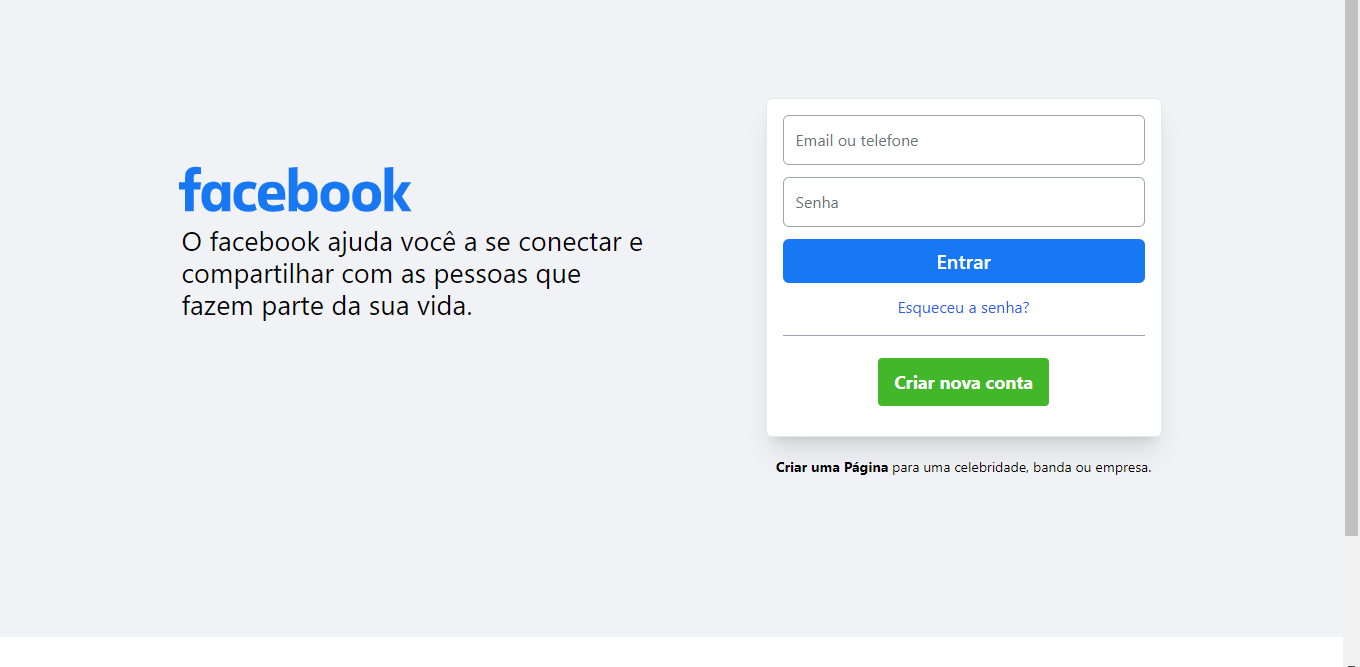 facebook
O facebook ajuda você a se conectar e
compartilhar com as pessoas que
fazem parte da sua vida.
Email ou telefone
Senha
Entrar
Esqueceu a senha?
Criar nova conta
Criar uma Página para uma celebridade, banda ou empresa.